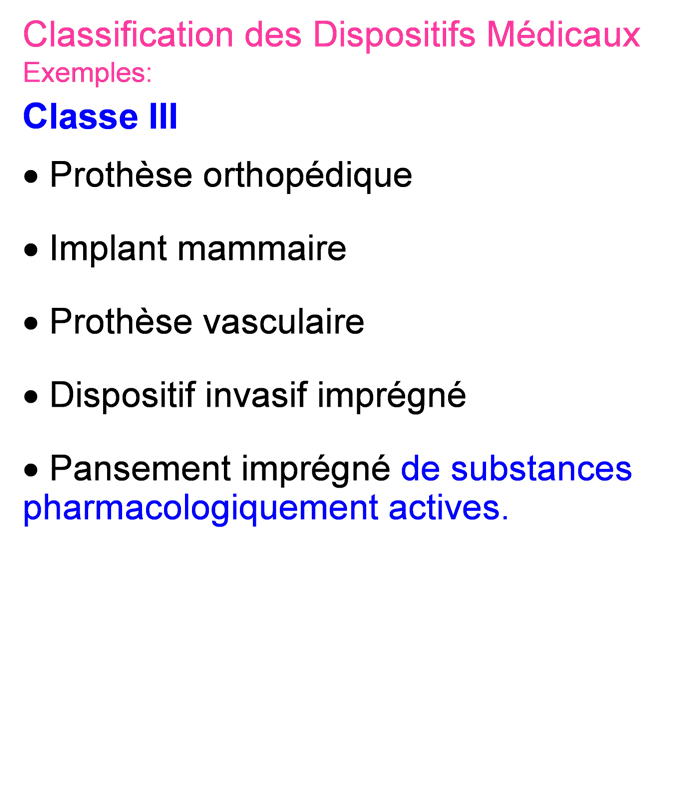 Classification des Dispositifs Médicaux
Exemples:
Classe III
• Prothèse orthopédique
• Implant mammaire
• Prothèse vasculaire
• Dispositif invasif imprégné
• Pansement imprégné de substances
pharmacologiquement actives.